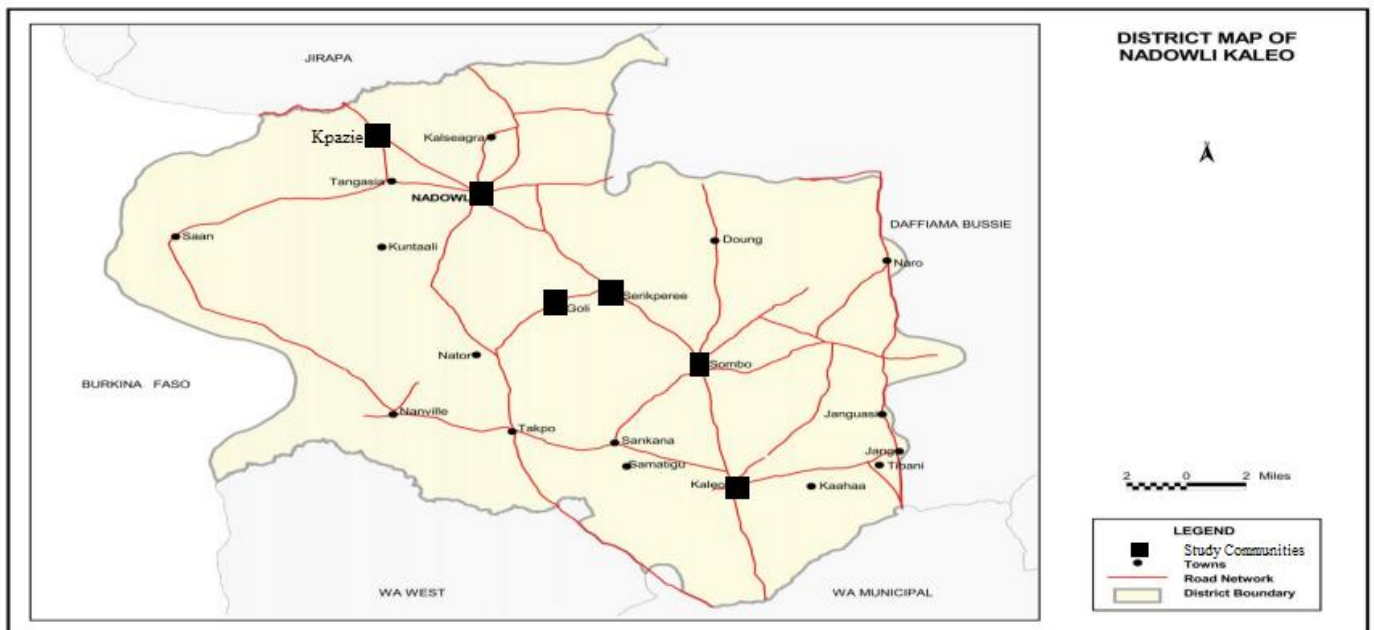 DISTRICT MAP OF
NADOWLI KALEO
JIRAPA
Kpazie
Kalseagra
Tangasia
NADOWLI
DAFFIAMA BUSSIE
Saan
Kuntaali
Doung
Naro
Serikperee
Goli
Nator
Sombo
BURKINA FASO
Nanville
Janguasi
Takpo
Sankana
Jang
Samatigu
Tibani
Kaleo
Kaahaa
2 0 2 Miles
LEGEND
Study Communities
Towns
Road Network
District Boundary
WA WEST
WA MUNICIPAL